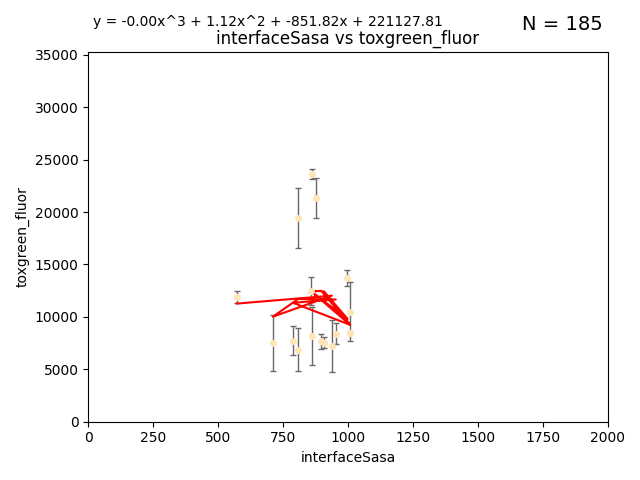 y = -0.00x^3 + 1.12x^2 + -851.82x + 221127.81
N = 185
interfaceSasa vs toxgreen_fluor
35000
30000
25000
20000
15000
10000
5000
0
toxgreen_fluor
0 250 500 750 1000 1250 1500 1750 2000
interfaceSasa